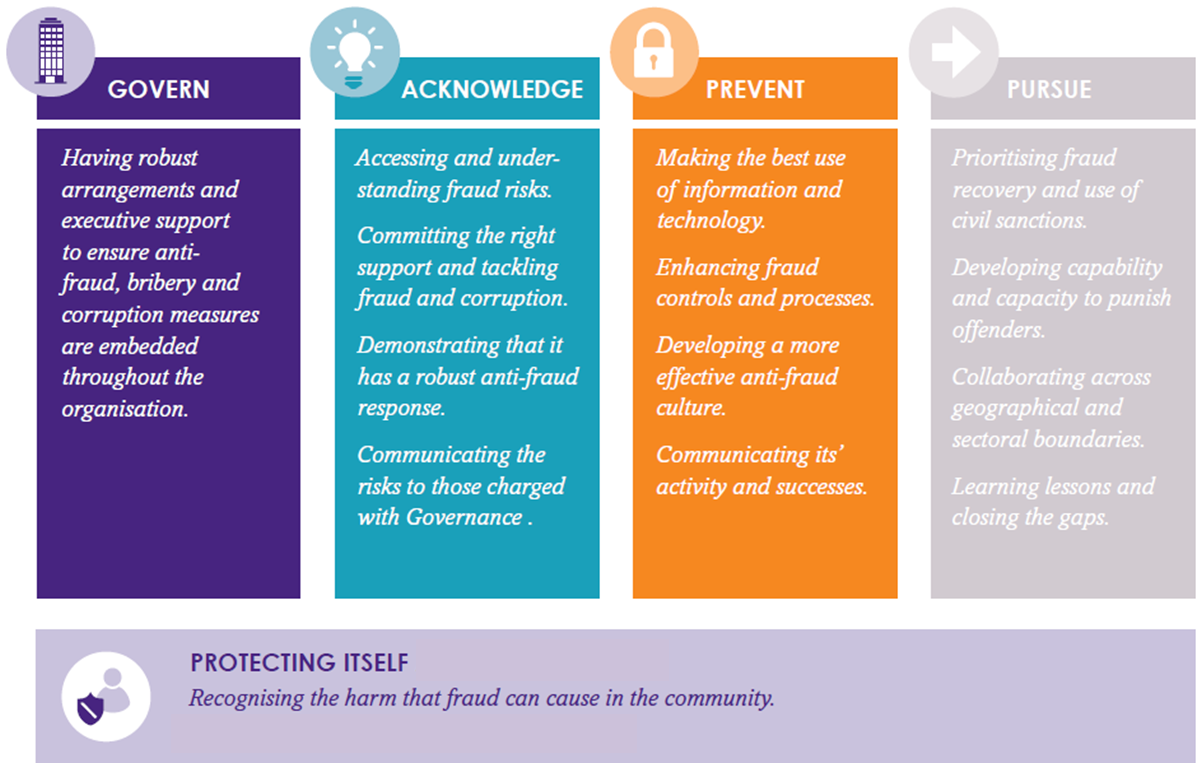 GOVERN
Having robust
arrangements and
executive support
to ensure anti-
fraud, bribery and
corruption measures
are embedded
throughout the
organisation.
ACKNOWLEDGE
Accessing and under-
standing fraud risks.
Committing the right
support and tackling
fraud and corruption.
Demonstrating that it
has a robust anti-fraud
response.
Communicating the
risks to those charged
with Governance .
PREVENT
Making the best use
of information and
technology.
Enhancing fraud
controls and processes.
Developing a more
effective anti-fraud
culture.
Communicating its’
activity and successes.
PURSUE
Prioritising fraud
recovery and use of
civil sanctions.
Developing capability
and capacity to punish
offenders.
Collaborating across
geographical and
sectoral boundaries.
Learning lessons and
closing the gaps.
PROTECTING ITSELF
Recognising the harm that fraud can cause in the community.